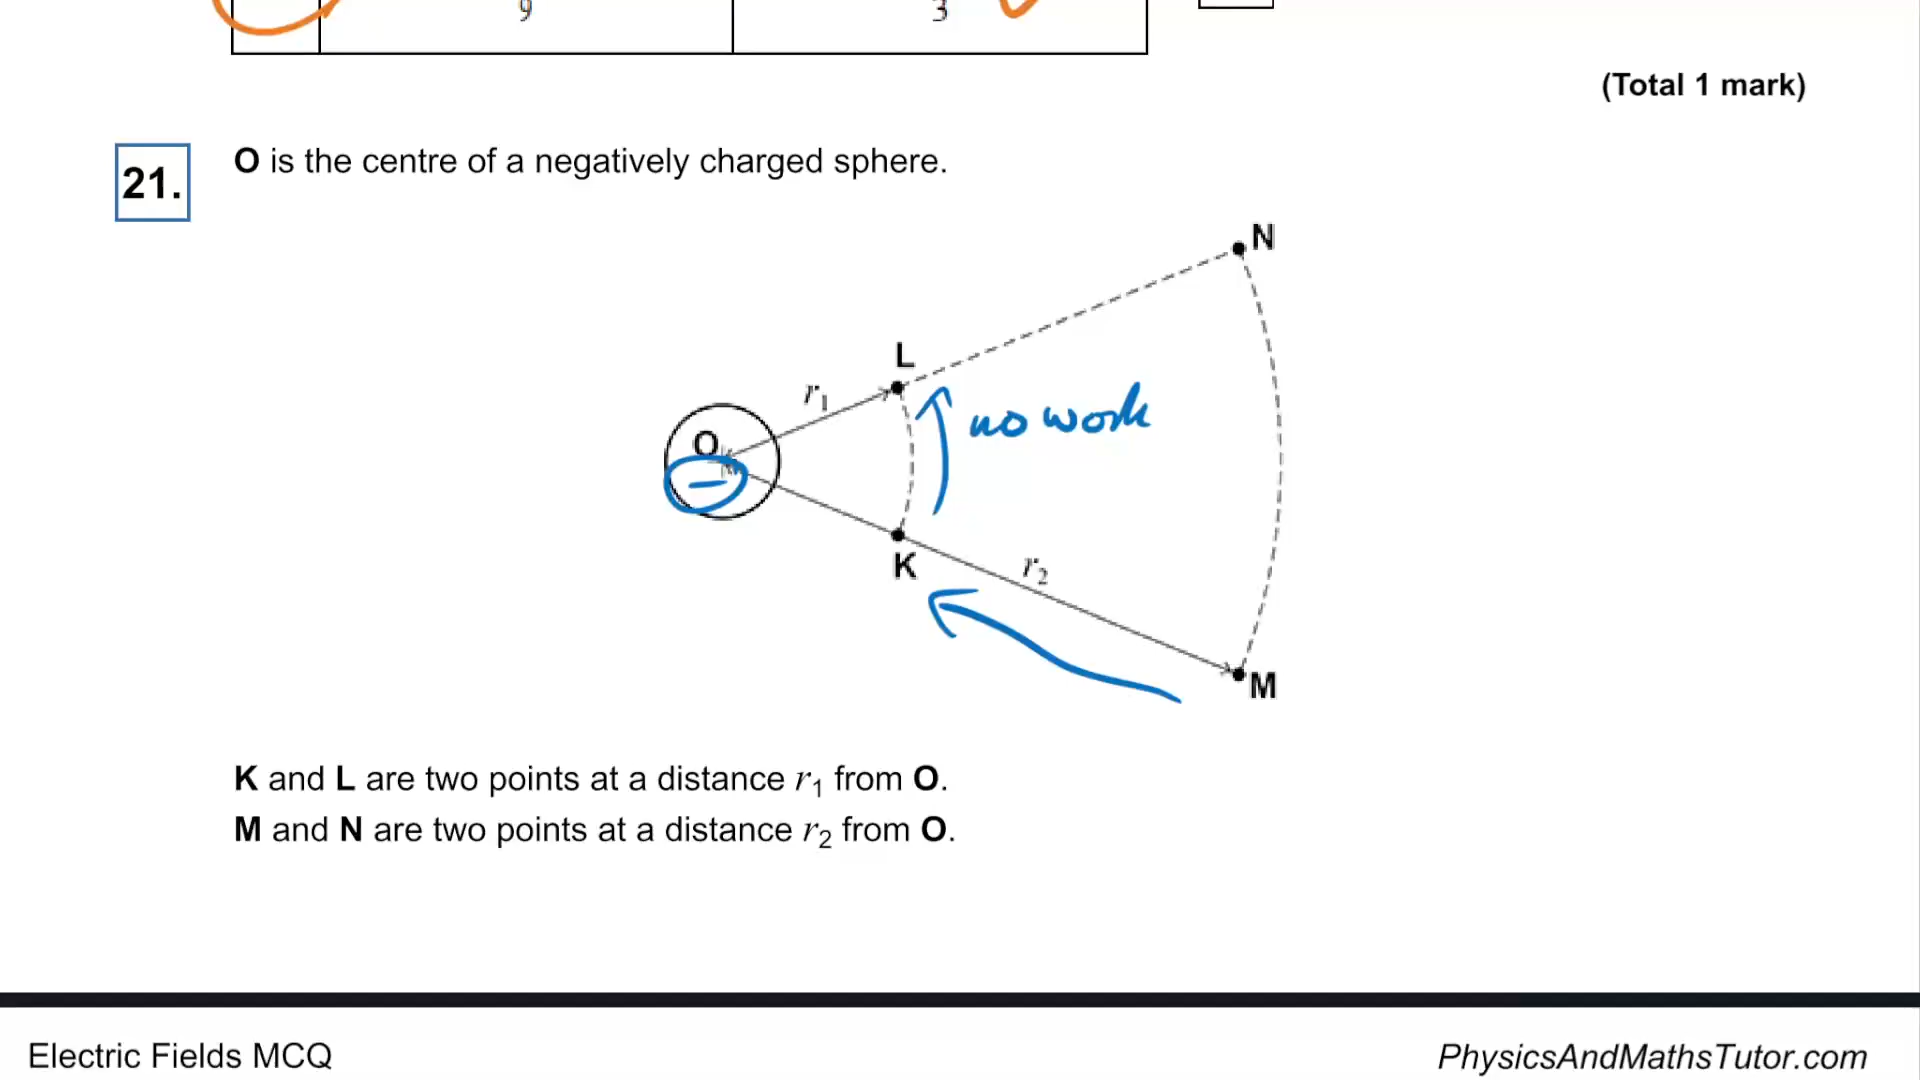 9 3
(Total 1 mark)
21. O is the centre of a negatively charged sphere.
N
L
r₁
no work
O
−
K
r₂
M
K and L are two points at a distance r₁ from O.
M and N are two points at a distance r₂ from O.
Electric Fields MCQ PhysicsAndMathsTutor.com